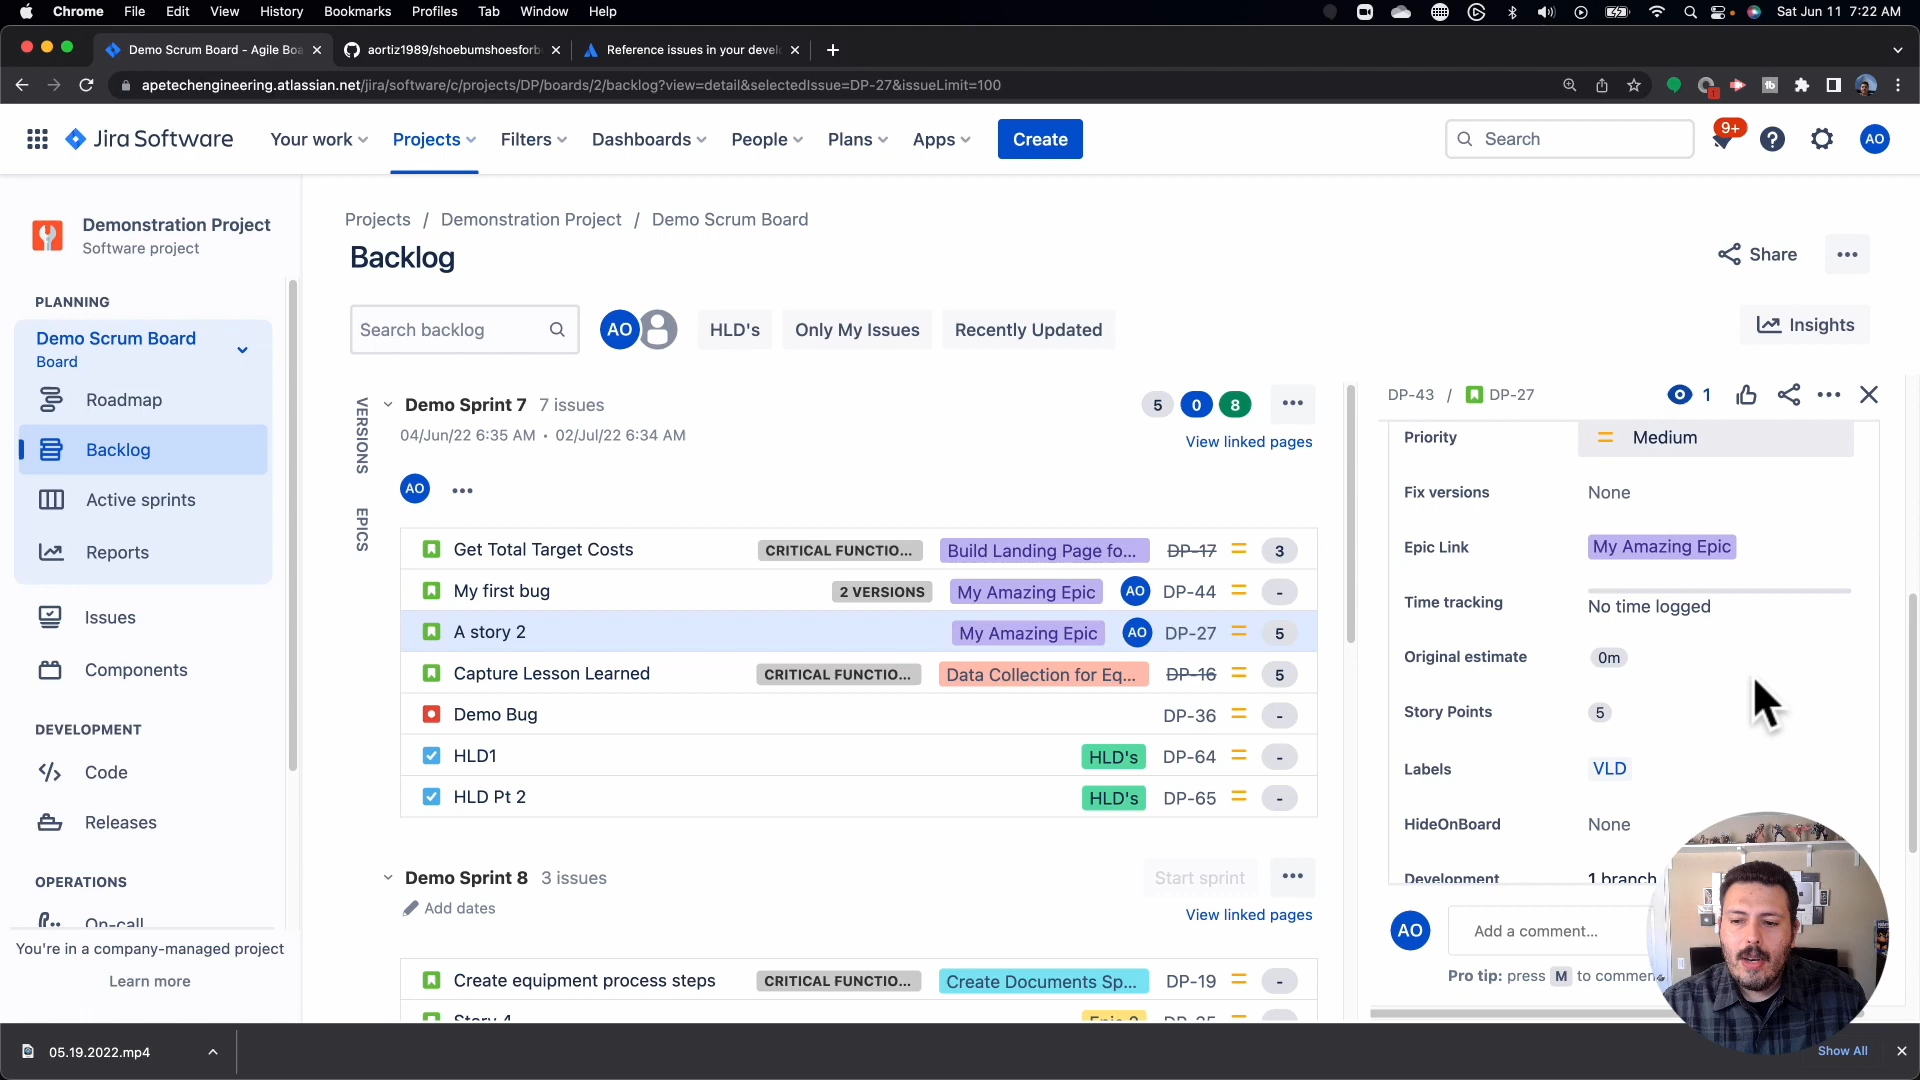 Chrome File Edit View History Bookmarks Profiles Tab Window Help Sat Jun 11 7:22 AM
Demo Scrum Board - Agile Boa aortiz1989/shoebumshoesforb Reference issues in your devel
apetechengineering.atlassian.net/jira/software/c/projects/DP/boards/2/backlog?view=detail&selectedIssue=DP-27&issueLimit=100
Jira Software Your work Projects Filters Dashboards People Plans Apps Create Search 9+ AO
Demonstration Project
Software project
PLANNING
Demo Scrum Board
Board
Roadmap
Backlog
Active sprints
Reports
Issues
Components
DEVELOPMENT
Code
Releases
OPERATIONS
On-call
You're in a company-managed project
Learn more
Projects / Demonstration Project / Demo Scrum Board
Backlog
Share
Search backlog AO HLD's Only My Issues Recently Updated Insights
VERSIONS
EPICS
Demo Sprint 7 7 issues 5 0 8
04/Jun/22 6:35 AM • 02/Jul/22 6:34 AM
View linked pages
AO
Get Total Target Costs CRITICAL FUNCTIO... Build Landing Page fo... DP-17 3
My first bug 2 VERSIONS My Amazing Epic AO DP-44 -
A story 2 My Amazing Epic AO DP-27 5
Capture Lesson Learned CRITICAL FUNCTIO... Data Collection for Eq... DP-16 5
Demo Bug DP-36 -
HLD1 HLD's DP-64 -
HLD Pt 2 HLD's DP-65 -
Demo Sprint 8 3 issues Start sprint
Add dates
View linked pages
Create equipment process steps CRITICAL FUNCTIO... Create Documents Sp... DP-19 -
Story 4 Epic 2 DP-25
DP-43 / DP-27 1
Priority Medium
Fix versions None
Epic Link My Amazing Epic
Time tracking No time logged
Original estimate 0m
Story Points 5
Labels VLD
HideOnBoard None
Development 1 branch
AO Add a comment...
Pro tip: press M to commen
05.19.2022.mp4 Show All